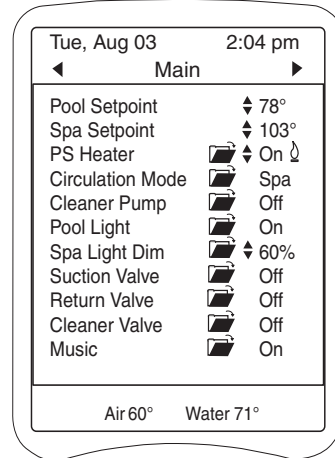 Tue, Aug 03 2:04 pm
Main
Pool Setpoint 78°
Spa Setpoint 103°
PS Heater On
Circulation Mode Spa
Cleaner Pump Off
Pool Light On
Spa Light Dim 60%
Suction Valve Off
Return Valve Off
Cleaner Valve Off
Music On
Air 60° Water 71°